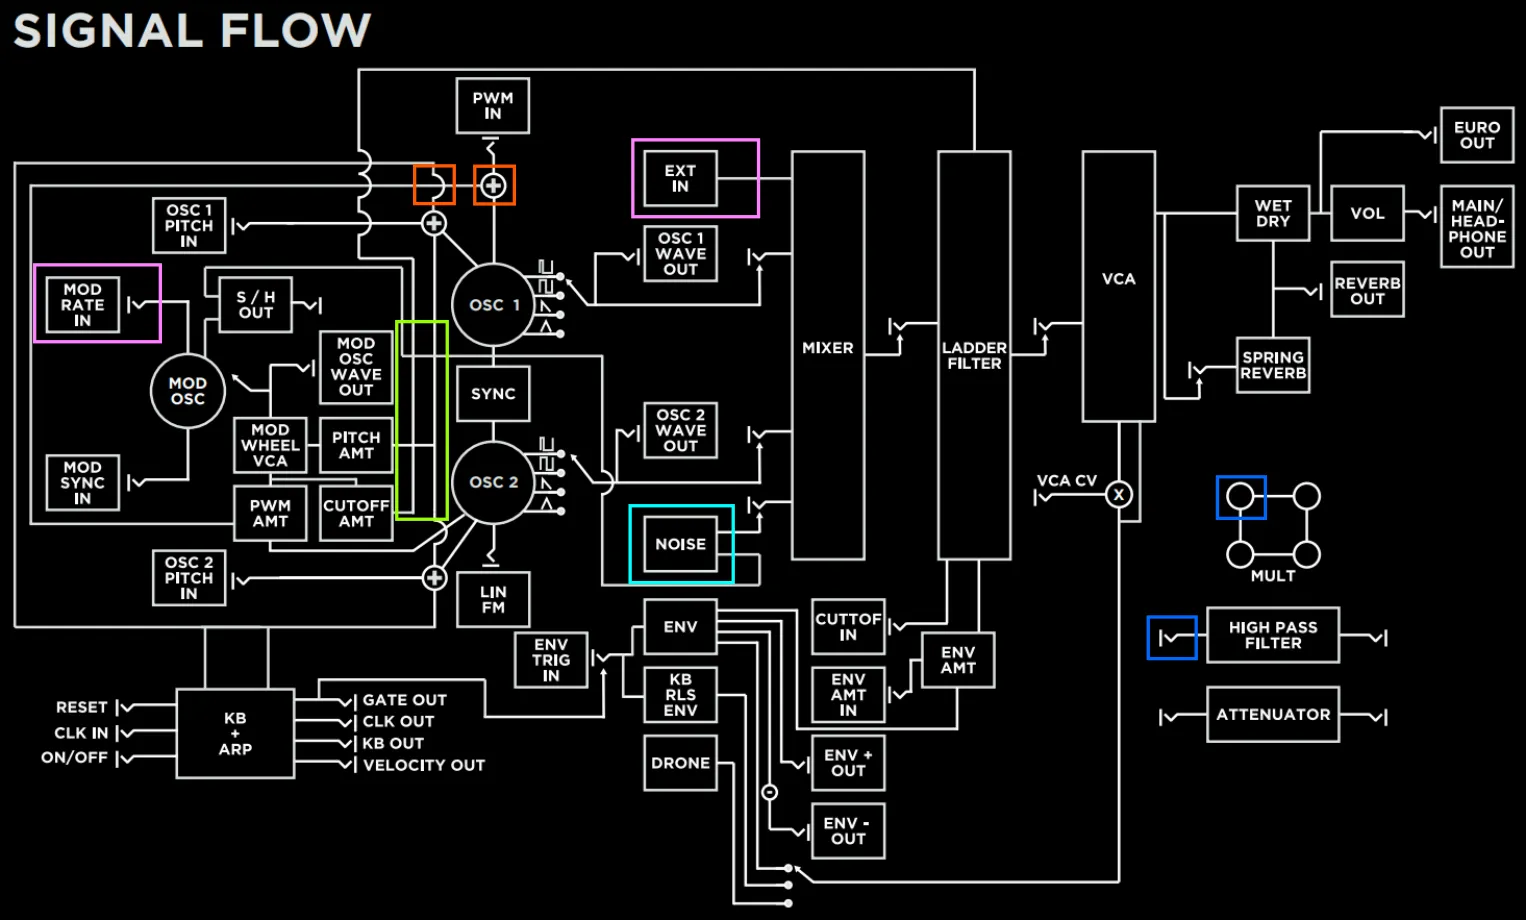 SIGNAL FLOW
PWM
IN
EURO
OUT
EXT
IN
OSC 1
PITCH
IN
OSC 1
WAVE
OUT
WET
DRY
VOL
MAIN/
HEAD-
PHONE
OUT
MOD
RATE
IN
S / H
OUT
OSC 1
VCA
REVERB
OUT
MIXER
LADDER
FILTER
MOD
OSC
MOD
OSC
WAVE
OUT
SYNC
SPRING
REVERB
MOD
WHEEL
VCA
PITCH
AMT
OSC 2
WAVE
OUT
MOD
SYNC
IN
OSC 2
VCA CV
X
PWM
AMT
CUTOFF
AMT
NOISE
MULT
OSC 2
PITCH
IN
LIN
FM
ENV
CUTTOF
IN
HIGH PASS
FILTER
ENV
TRIG
IN
ENV
AMT
KB
RLS
ENV
ENV
AMT
IN
RESET
CLK IN
ON/OFF
KB
+
ARP
GATE OUT
CLK OUT
KB OUT
VELOCITY OUT
ATTENUATOR
DRONE
ENV +
OUT
ENV -
OUT